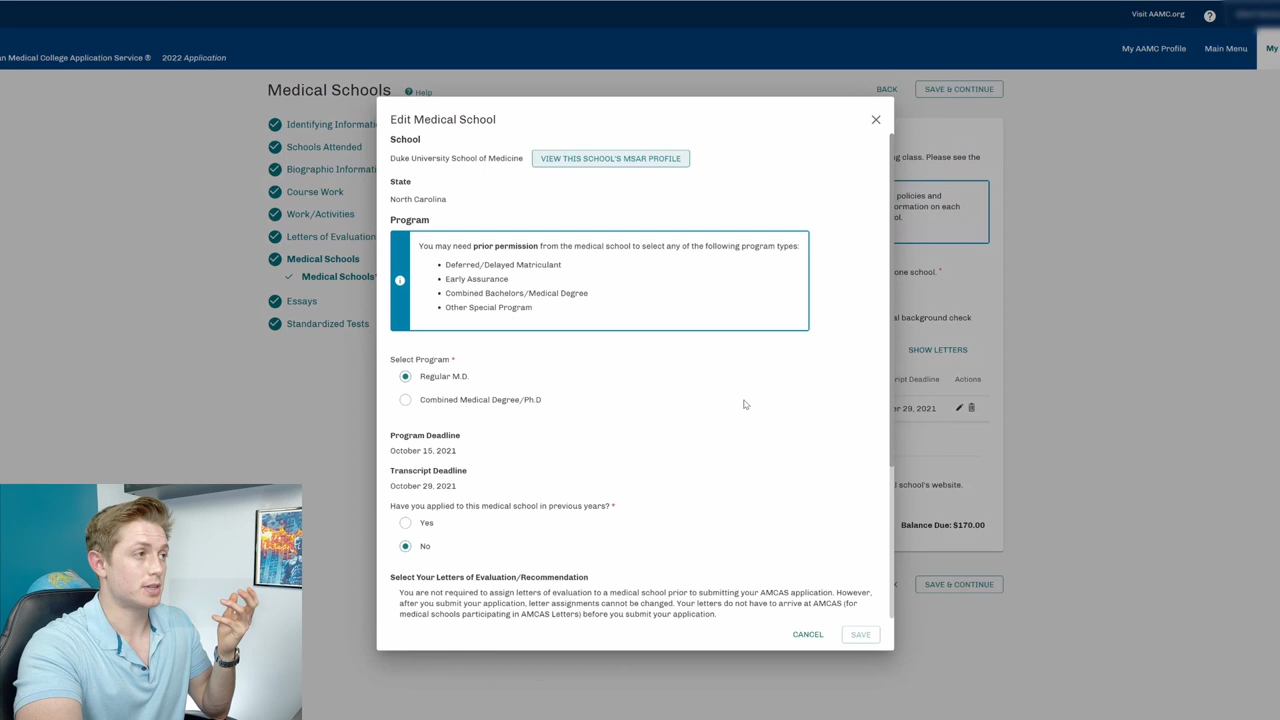 Visit AAMC.org
?
My AAMC Profile
Main Menu
My
an Medical College Application Service ® 2022 Application
Medical Schools
? Help
BACK
SAVE & CONTINUE
Identifying Informati
Schools Attended
Biographic Informati
Course Work
Work/Activities
Letters of Evaluation
Medical Schools
Medical Schools*
Essays
Standardized Tests
Edit Medical School
School
Duke University School of Medicine
VIEW THIS SCHOOL'S MSAR PROFILE
State
North Carolina
Program
You may need prior permission from the medical school to select any of the following program types:
• Deferred/Delayed Matriculant
• Early Assurance
• Combined Bachelors/Medical Degree
• Other Special Program
Select Program *
Regular M.D.
Combined Medical Degree/Ph.D
Program Deadline
October 15, 2021
Transcript Deadline
October 29, 2021
Have you applied to this medical school in previous years? *
Yes
No
Select Your Letters of Evaluation/Recommendation
You are not required to assign letters of evaluation to a medical school prior to submitting your AMCAS application. However,
after you submit your application, letter assignments cannot be changed. Your letters do not have to arrive at AMCAS (for
medical schools participating in AMCAS Letters) before you submit your application.
CANCEL
SAVE
ng class. Please see the
policies and
ormation on each
ol.
one school. *
al background check
SHOW LETTERS
ript Deadline
Actions
er 29, 2021
al school's website.
Balance Due: $170.00
SAVE & CONTINUE